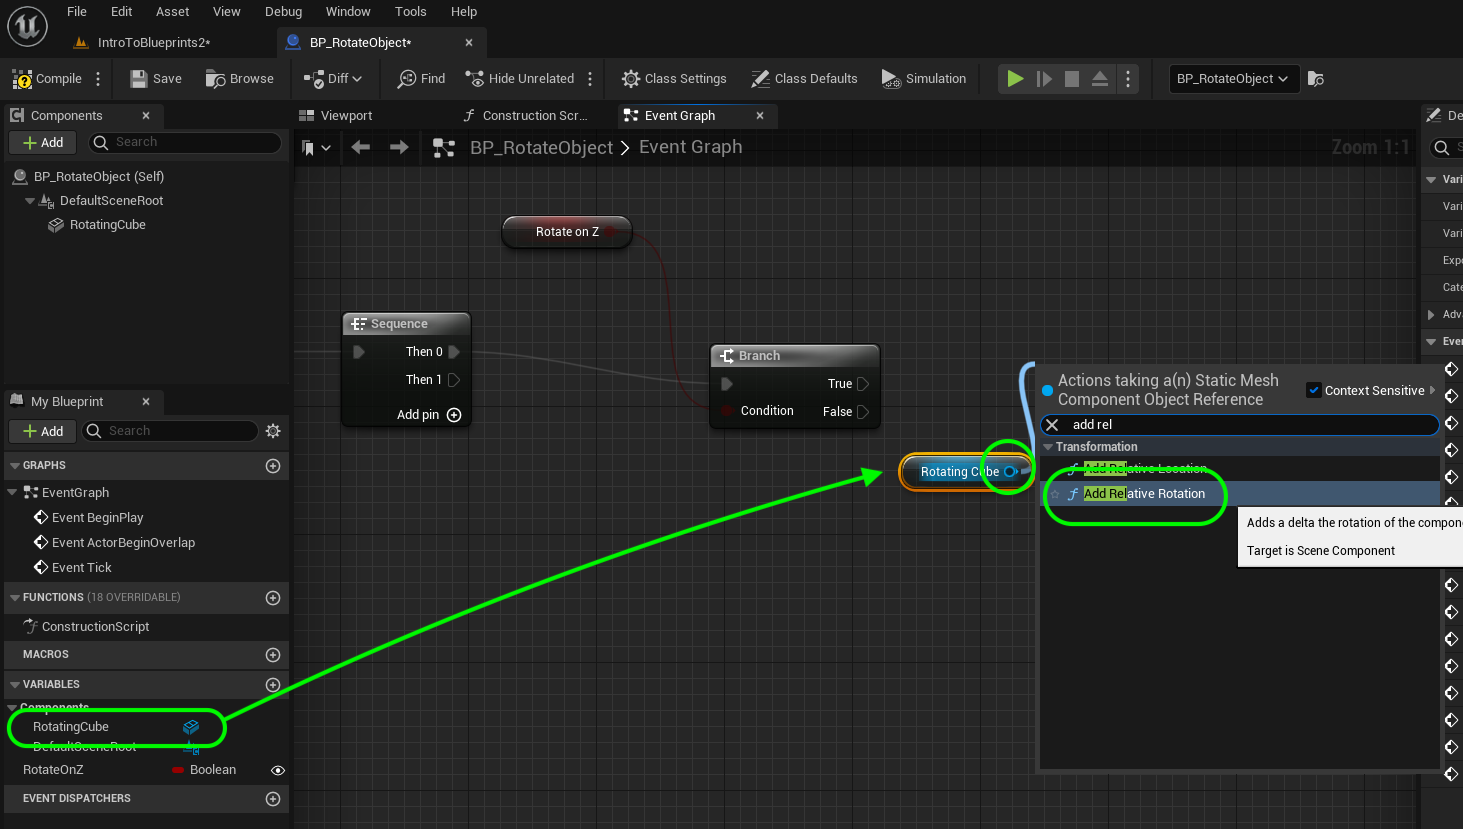 File Edit Asset View Debug Window Tools Help
IntroToBlueprints2* BP_RotateObject*
Compile Save Browse Diff Find Hide Unrelated Class Settings Class Defaults Simulation BP_RotateObject
Components Viewport Construction Scr... Event Graph De
Add Search
BP_RotateObject > Event Graph Zoom 1:1
BP_RotateObject (Self)
DefaultSceneRoot
RotatingCube
Rotate on Z
Sequence
Then 0
Then 1
Add pin
Branch
True
Condition False
Rotating Cube
Actions taking a(n) Static Mesh
Component Object Reference
Context Sensitive
add rel
Transformation
Add Relative Location
Add Relative Rotation
Adds a delta the rotation of the compone
Target is Scene Component
My Blueprint
Add Search
GRAPHS
EventGraph
Event BeginPlay
Event ActorBeginOverlap
Event Tick
FUNCTIONS (18 OVERRIDABLE)
ConstructionScript
MACROS
VARIABLES
Components
RotatingCube
DefaultSceneRoot
RotateOnZ Boolean
EVENT DISPATCHERS
S
Vari
Vari
Vari
Expo
Cate
Adva
Even